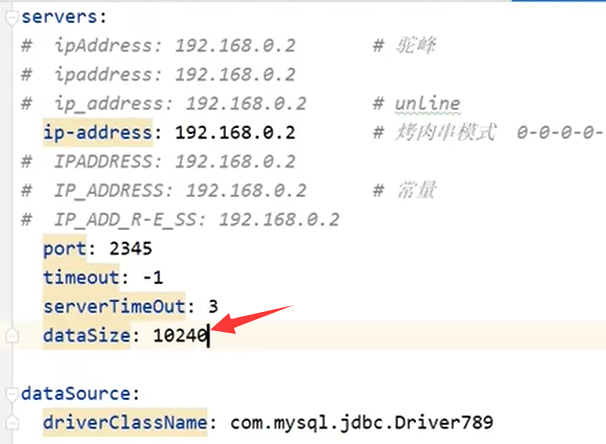 servers:
#  ipAddress: 192.168.0.2       # 驼峰
#  ipaddress: 192.168.0.2
#  ip_address: 192.168.0.2      # unline
  ip-address: 192.168.0.2       # 烤肉串模式  0-0-0-0-
#  IPADDRESS: 192.168.0.2
#  IP_ADDRESS: 192.168.0.2      # 常量
#  IP_ADD_R-E_SS: 192.168.0.2
  port: 2345
  timeout: -1
  serverTimeOut: 3
  dataSize: 10240
dataSource:
  driverClassName: com.mysql.jdbc.Driver789